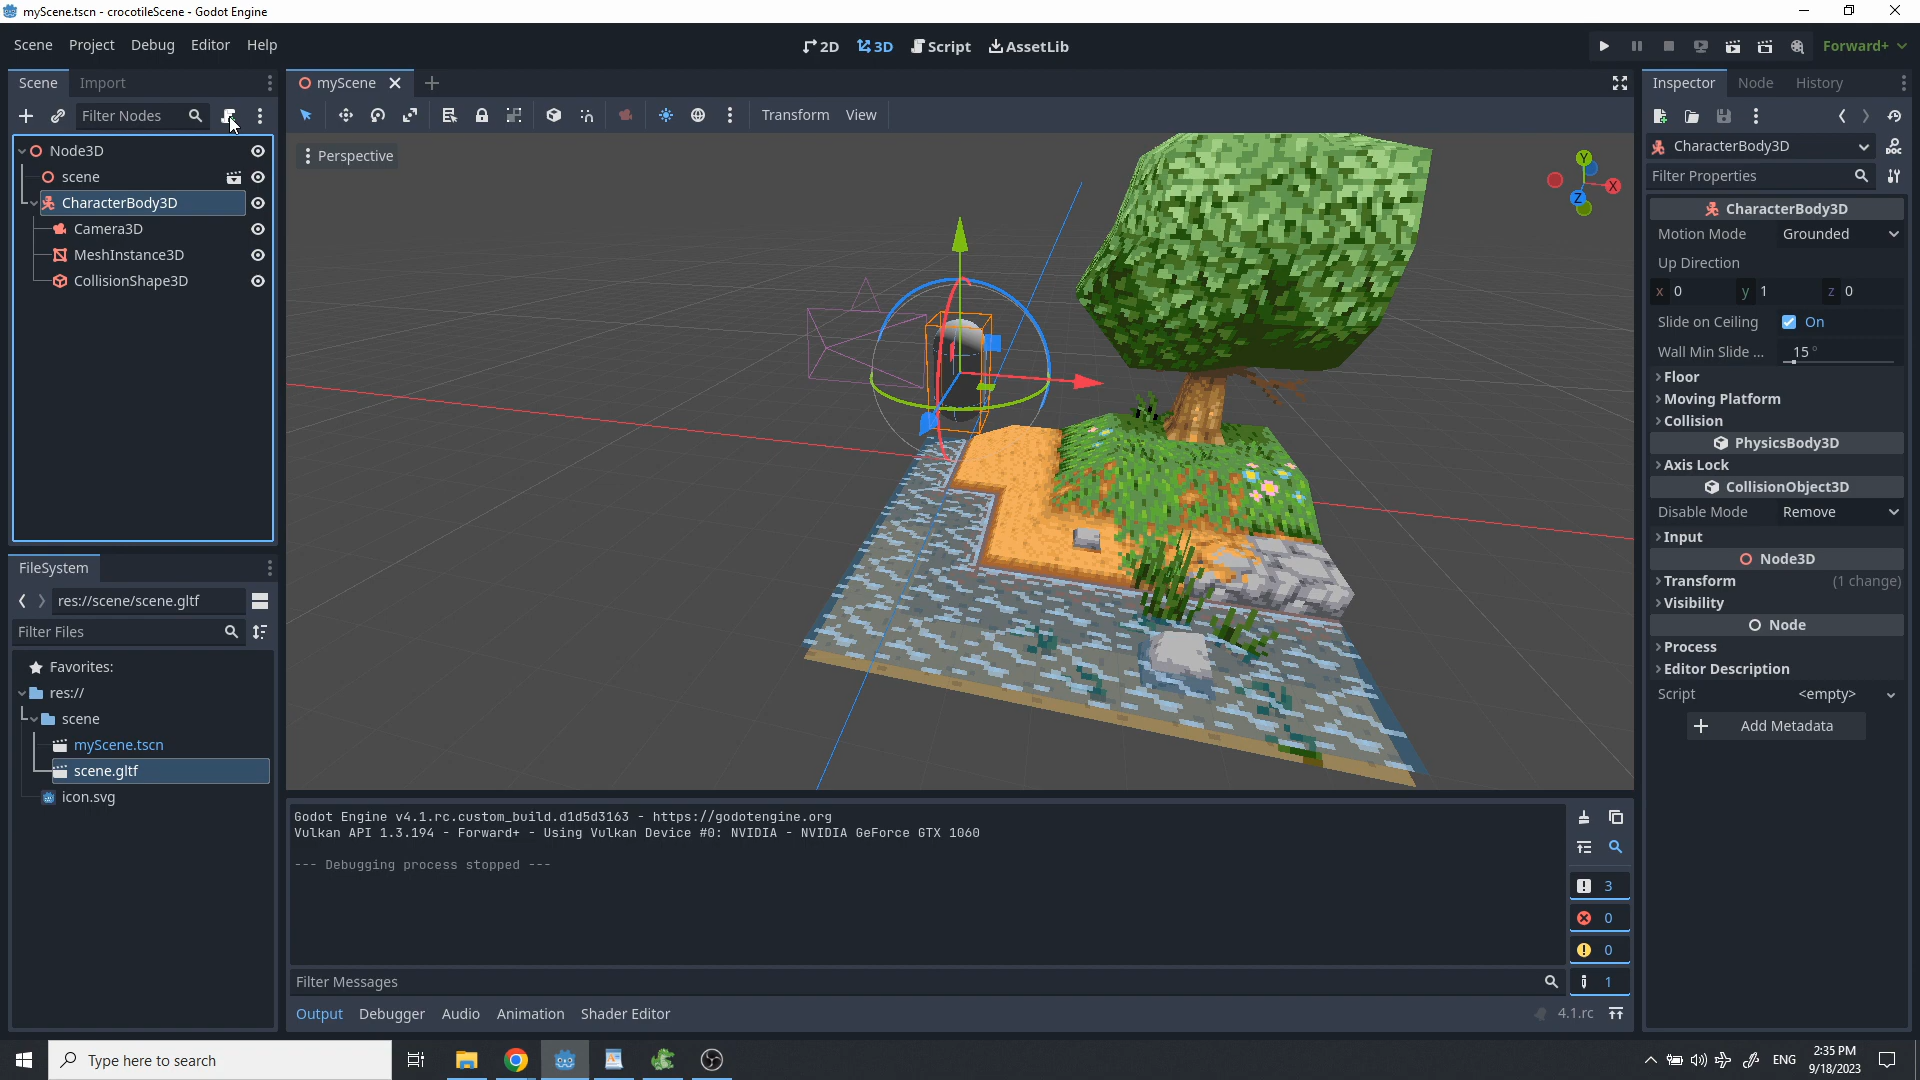 myScene.tscn - crocotileScene - Godot Engine
Scene Project Debug Editor Help
2D 3D Script AssetLib
Forward+
Scene Import
Filter Nodes
Node3D
scene
CharacterBody3D
Camera3D
MeshInstance3D
CollisionShape3D
FileSystem
res://scene/scene.gltf
Filter Files
Favorites:
res://
scene
myScene.tscn
scene.gltf
icon.svg
myScene
Transform View
Perspective
Y
X
Z
Godot Engine v4.1.rc.custom_build.d1d5d3163 - https://godotengine.org
Vulkan API 1.3.194 - Forward+ - Using Vulkan Device #0: NVIDIA - NVIDIA GeForce GTX 1060
--- Debugging process stopped ---
3
0
0
1
Filter Messages
Output Debugger Audio Animation Shader Editor
4.1.rc
Inspector Node History
CharacterBody3D
Filter Properties
CharacterBody3D
Motion Mode Grounded
Up Direction
x 0 y 1 z 0
Slide on Ceiling On
Wall Min Slide ... 15 °
Floor
Moving Platform
Collision
PhysicsBody3D
Axis Lock
CollisionObject3D
Disable Mode Remove
Input
Node3D
Transform (1 change)
Visibility
Node
Process
Editor Description
Script <empty>
Add Metadata
Type here to search
ENG
2:35 PM
9/18/2023